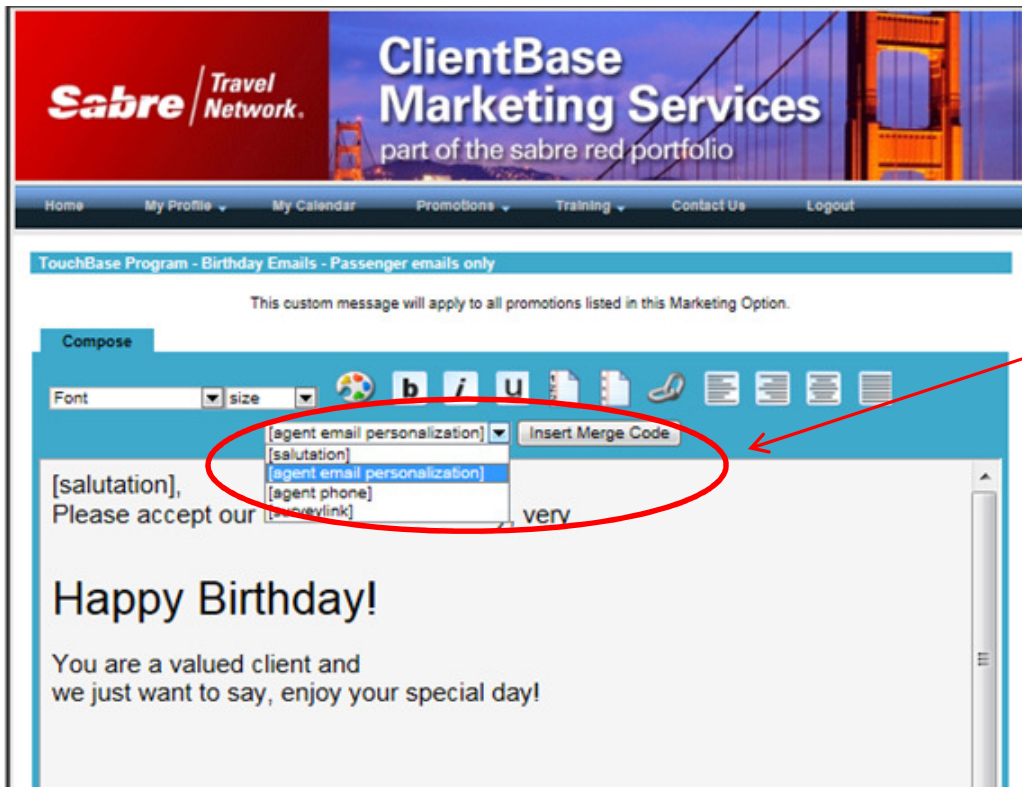 Sabre Travel Network.
ClientBase
Marketing Services
part of the sabre red portfolio
Home My Profile My Calendar Promotions Training Contact Us Logout
TouchBase Program - Birthday Emails - Passenger emails only
This custom message will apply to all promotions listed in this Marketing Option.
Compose
Font size b i u
[agent email personalization] Insert Merge Code
[salutation]
[agent email personalization]
[agent phone]
[surveylink]
[salutation],
Please accept our very
Happy Birthday!
You are a valued client and
we just want to say, enjoy your special day!